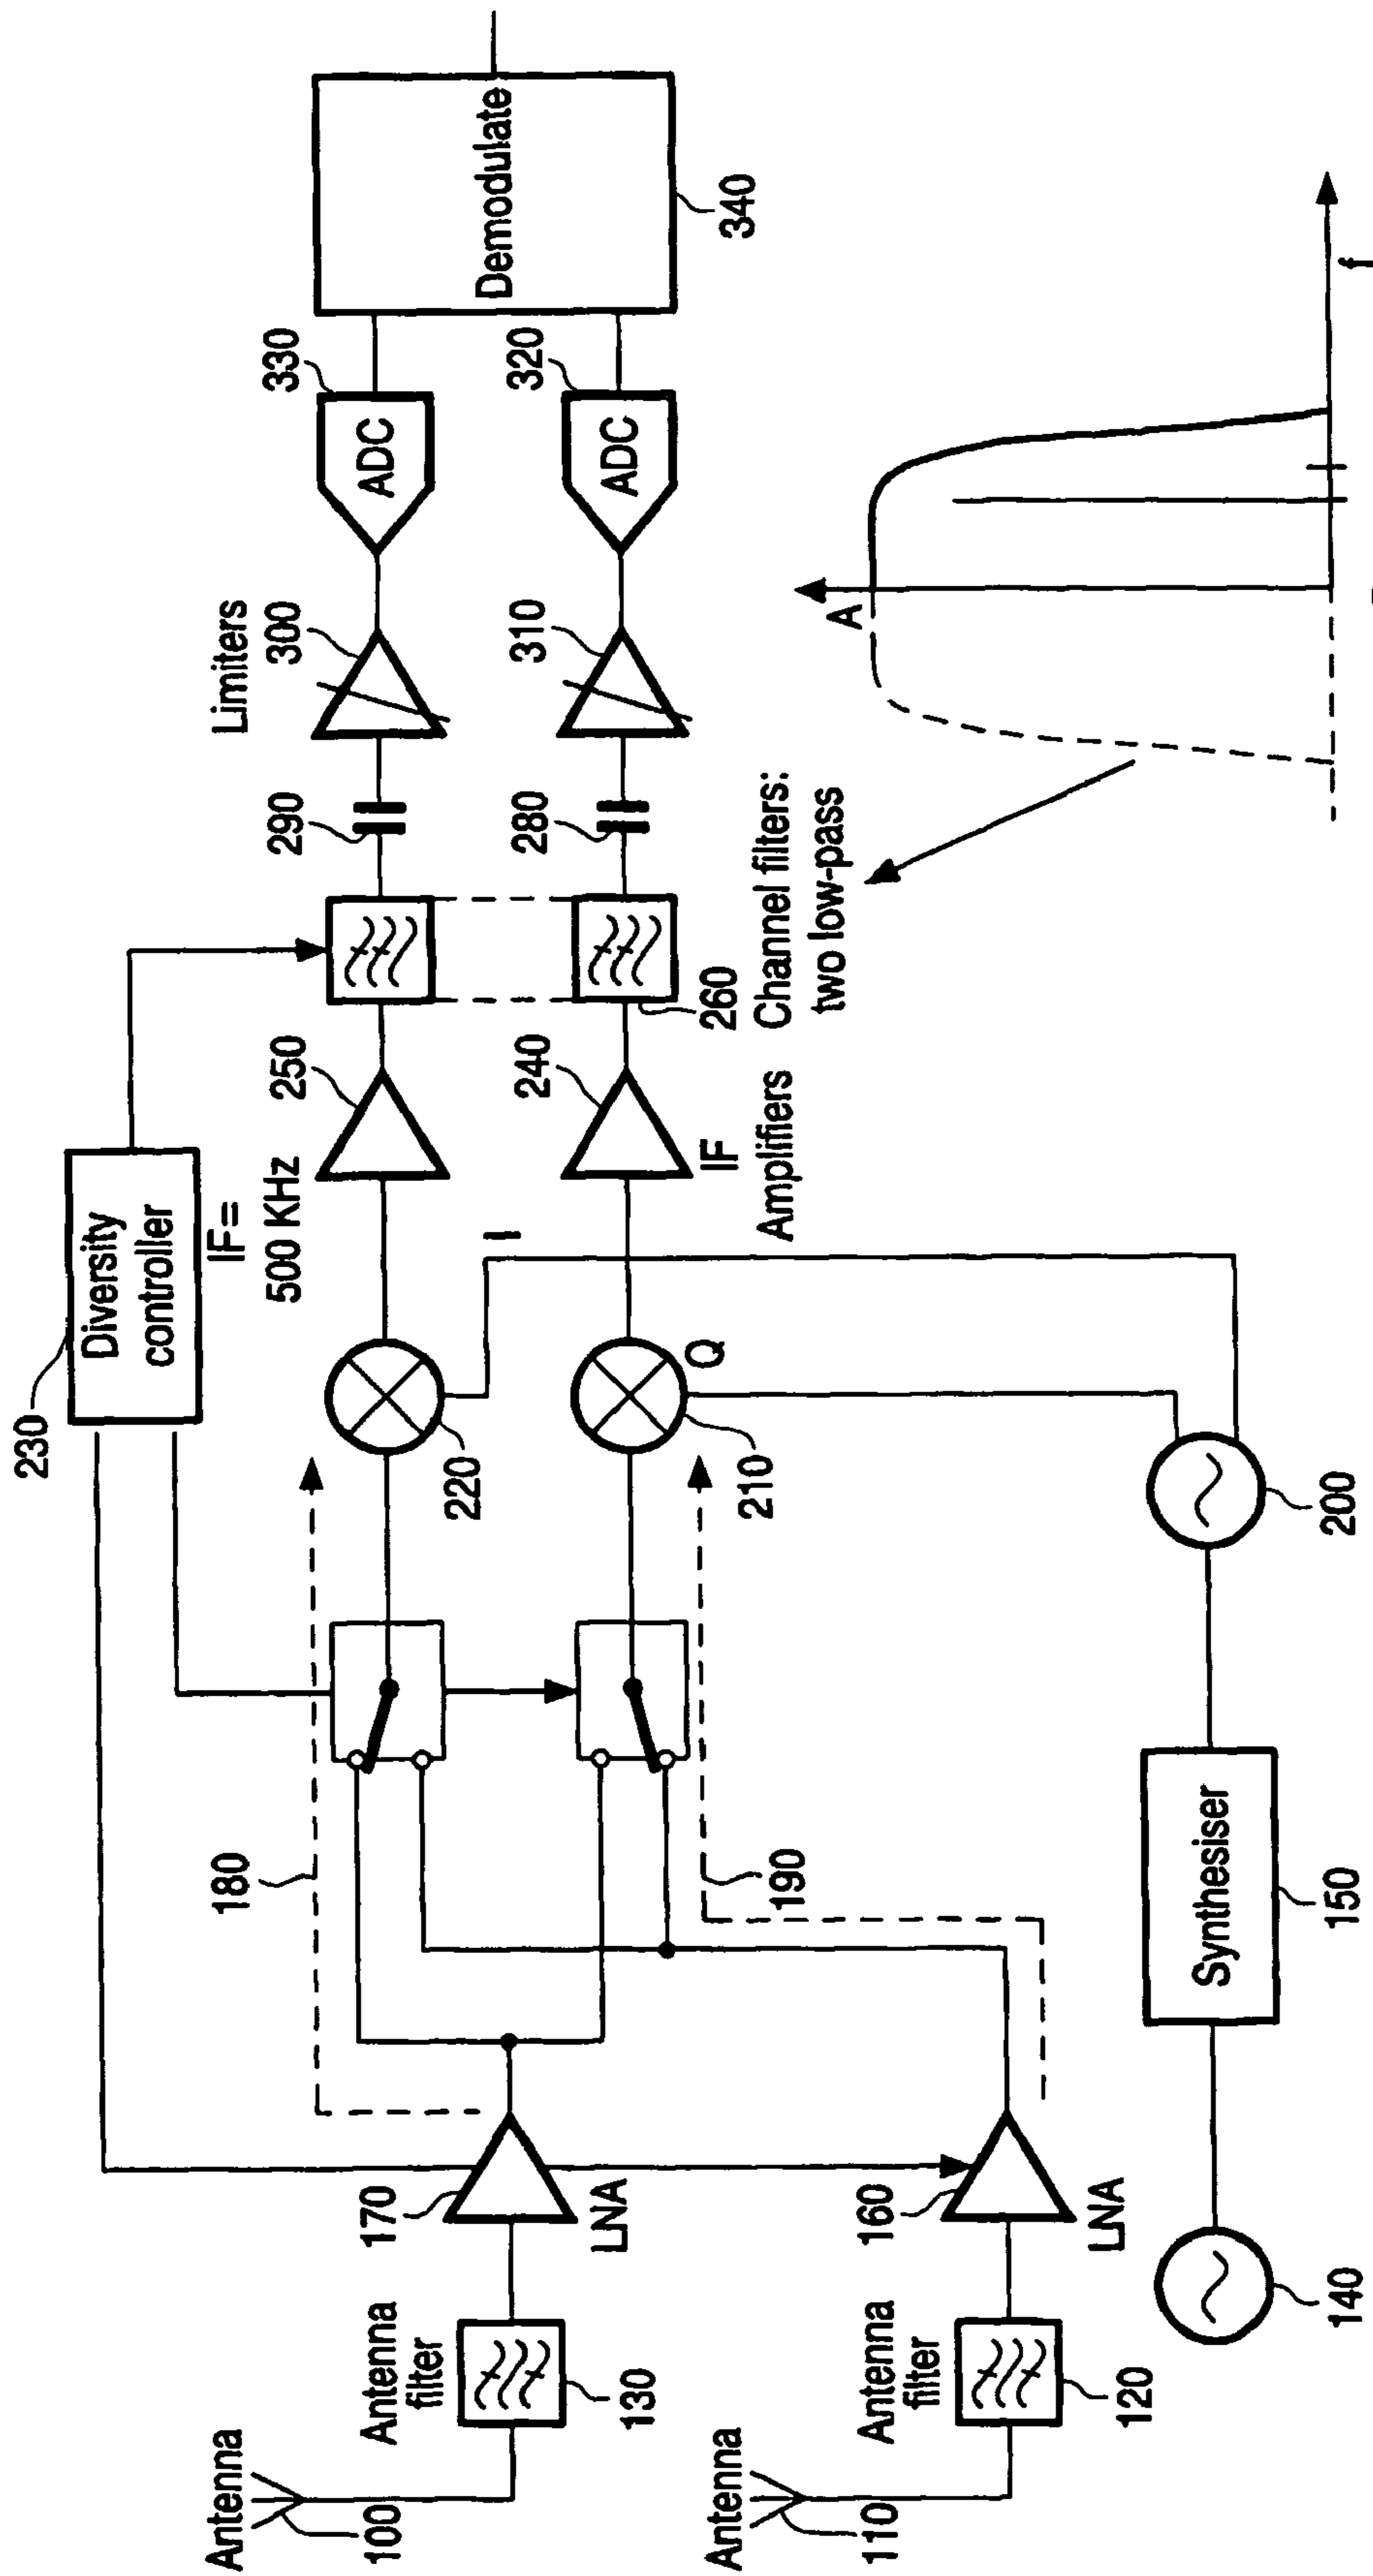 230
Diversity
controller
IF=
500 KHz
Antenna
100
Antenna
filter
130
170
LNA
180
220
I
250
290
Limiters
300
330
ADC
Demodulate
340
Antenna
110
Antenna
filter
120
160
LNA
190
210
Q
240
IF
Amplifiers
260
Channel filters:
two low-pass
280
310
320
ADC
140
Synthesiser
150
200
A
f